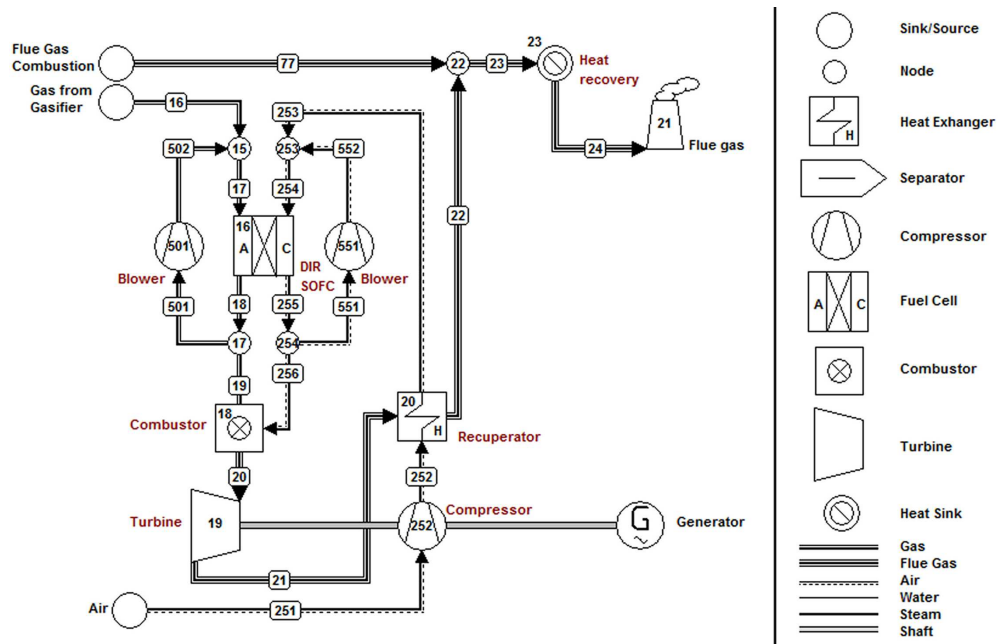 Flue Gas
Combustion
77
22
23
23
Heat
recovery
Gas from
Gasifier
16
21
Flue gas
24
253
502
15
253
552
17
254
22
501
16
A
C
551
Blower
DIR
SOFC
Blower
501
18
255
551
17
254
19
256
18
Combustor
20
H
Recuperator
20
252
Turbine
19
Compressor
252
G
~
Generator
21
Air
251
Sink/Source
Node
H
Heat Exhanger
Separator
Compressor
A
C
Fuel Cell
Combustor
Turbine
Heat Sink
Gas
Flue Gas
Air
Water
Steam
Shaft